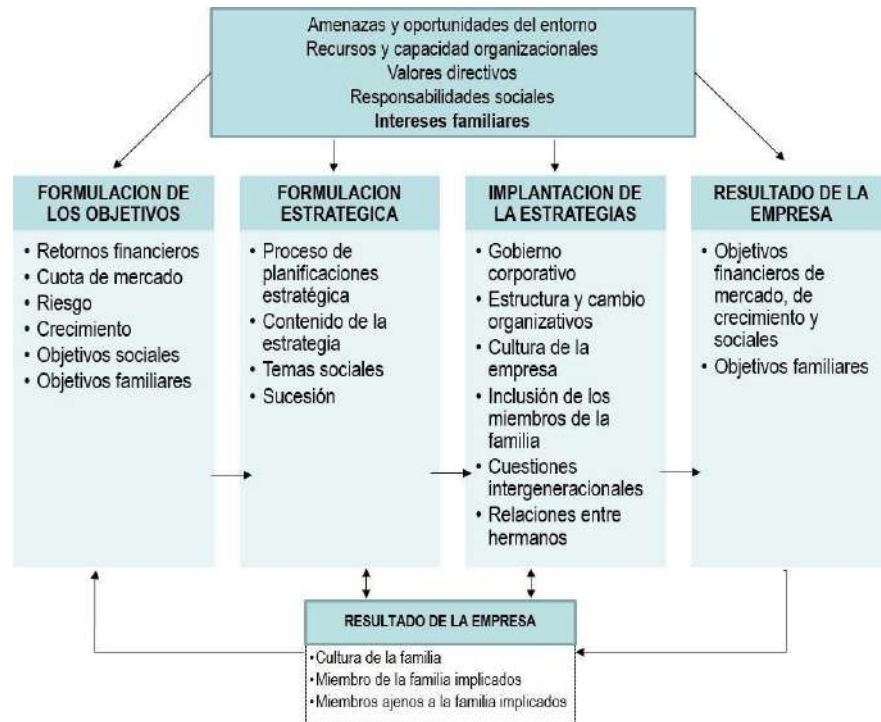 Amenazas y oportunidades del entorno
Recursos y capacidad organizacionales
Valores directivos
Responsabilidades sociales
Intereses familiares
FORMULACION DE
LOS OBJETIVOS
• Retornos financieros
• Cuota de mercado
• Riesgo
• Crecimiento
• Objetivos sociales
• Objetivos familiares
FORMULACION
ESTRATEGICA
• Proceso de
planificaciones
estratégica
• Contenido de la
estrategia
• Temas sociales
• Sucesión
IMPLANTACION DE
LA ESTRATEGIAS
• Gobierno
corporativo
• Estructura y cambio
organizativos
• Cultura de la
empresa
• Inclusión de los
miembros de la
familia
• Cuestiones
intergeneracionales
• Relaciones entre
hermanos
RESULTADO DE LA
EMPRESA
• Objetivos
financieros de
mercado, de
crecimiento y
sociales
• Objetivos familiares
RESULTADO DE LA EMPRESA
•Cultura de la familia
•Miembro de la familia implicados
•Miembros ajenos a la familia implicados